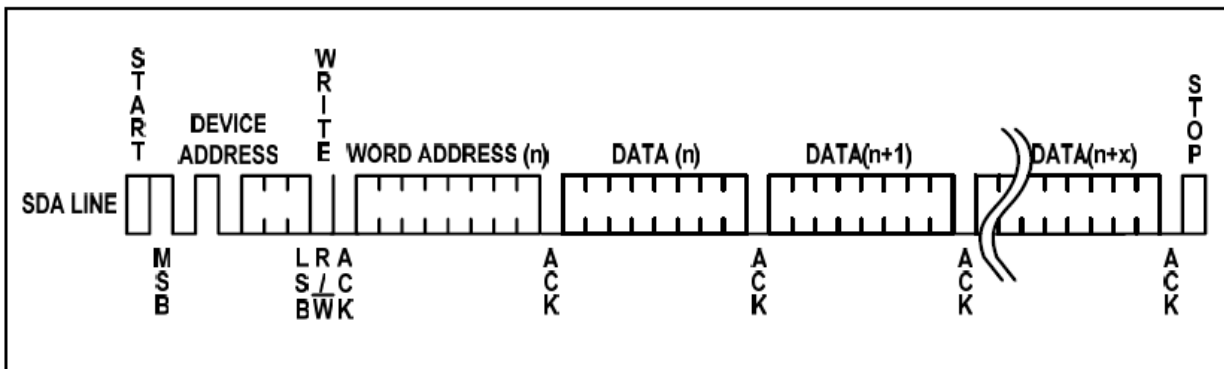 START
WRITE
STOP
DEVICE
ADDRESS
WORD ADDRESS (n)
DATA (n)
DATA(n+1)
DATA(n+x)
SDA LINE
MSB
LSB
R/W̅
ACK
ACK
ACK
ACK
ACK